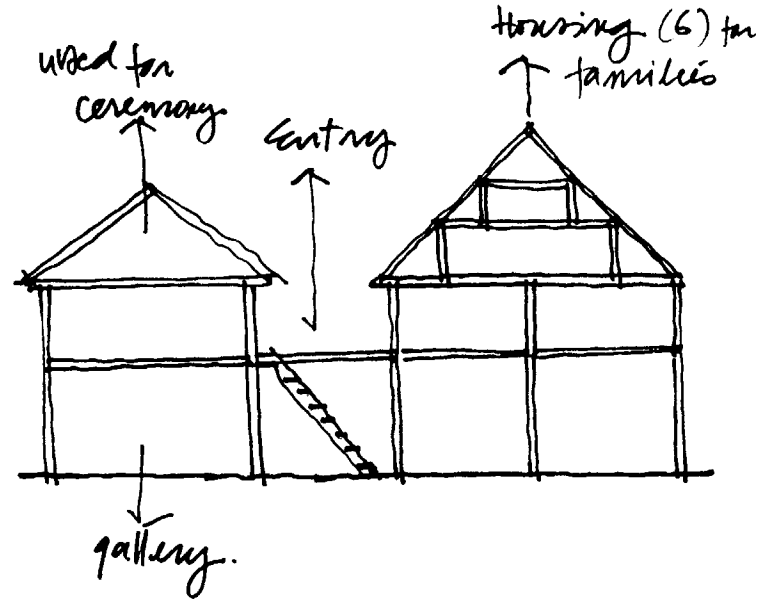 used for
ceremony.
Entry
Housing (6) for
families
gallery.